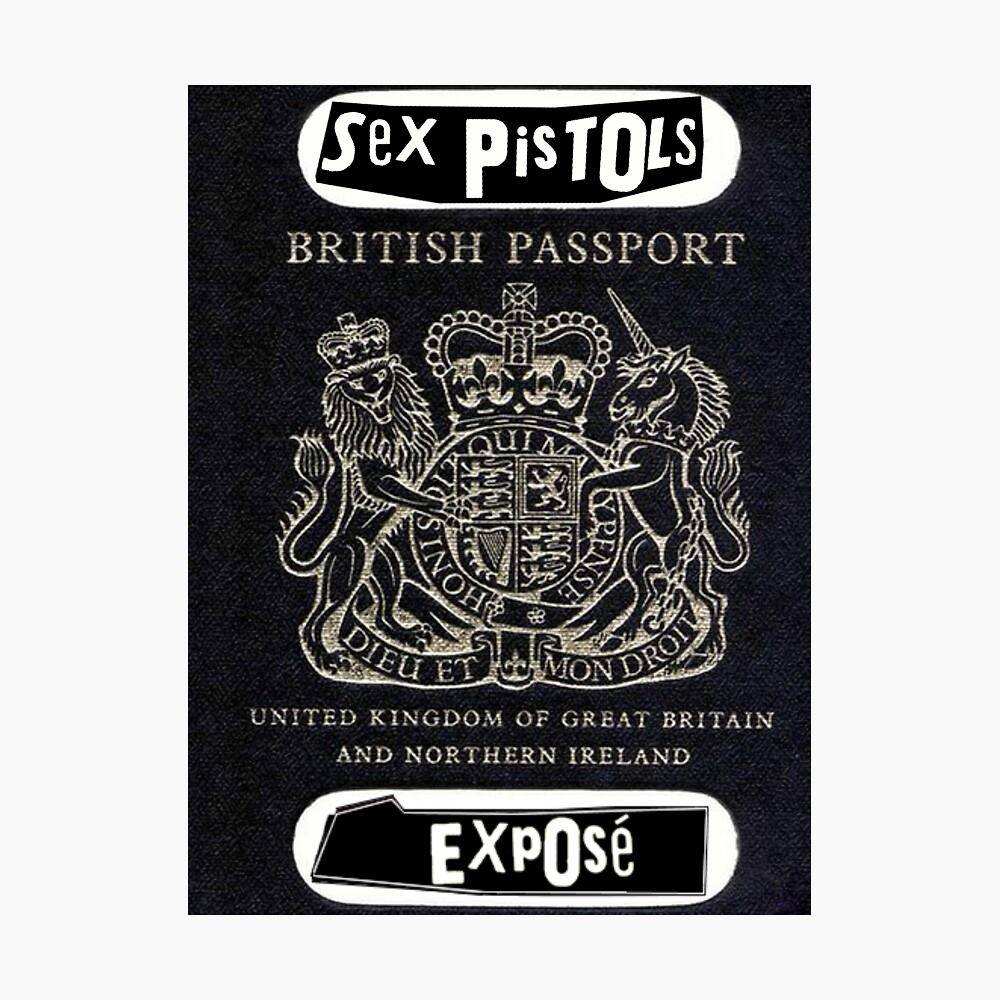 Sex PiSTOLS
BRITISH PASSPORT
HONI SOIT QUI MAL Y PENSE
DIEU ET MON DROIT
UNITED KINGDOM OF GREAT BRITAIN
AND NORTHERN IRELAND
ExpOsé